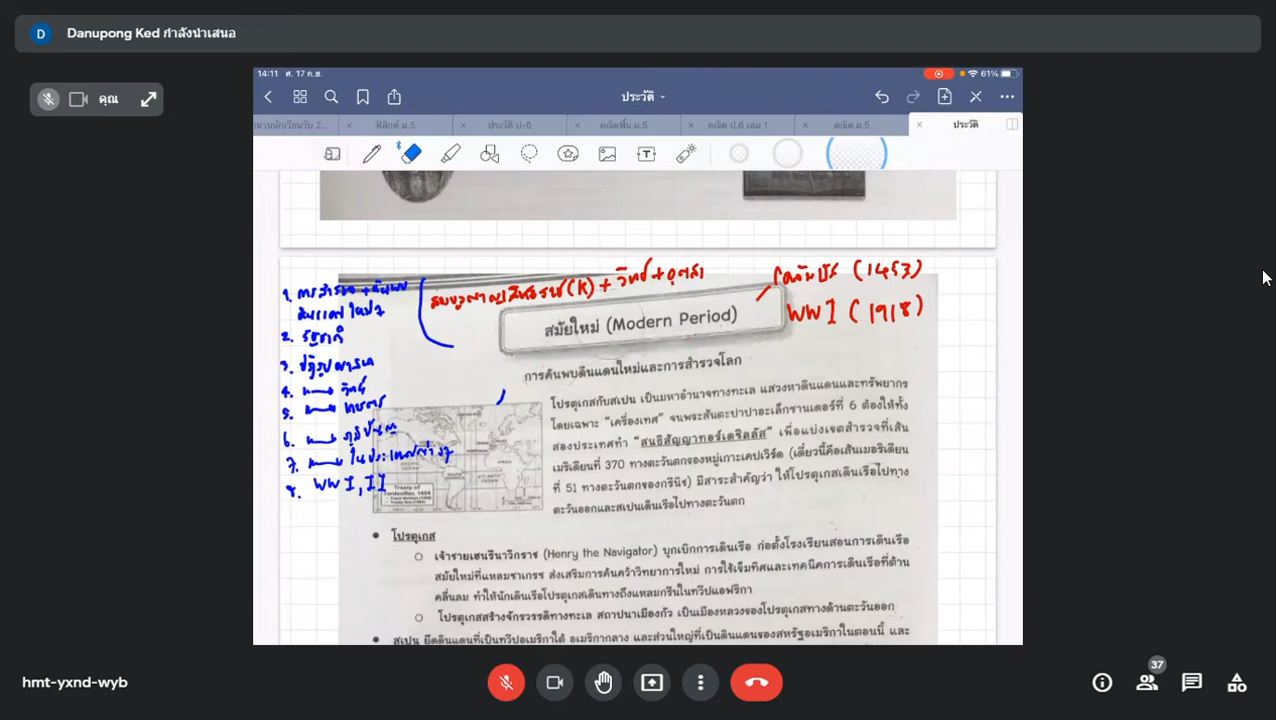 D Danupong Ked กำลังนำเสนอ
คุณ
14:11 ศ. 17 ก.ย.
61%
ประวัติ
านวนนักเรียนวัน 2...
ฟิสิกส์ ม.5
ประวัติ ป-6
คณิตพื้น ม.5
คณิต ป.6 เล่ม 1
คณิต ม.5
ประวัติ
(1453)
WW I (1918)
สมัยใหม่ (Modern Period)
1. การสำรวจ + ค้นพบ
ดินแดนใหม่ๆ
2.
3. ปฏิรูปศาสนา
4. วิทย์
5.
6. ภูมิปัญญา
7. ในประเทศต่างๆ
8. WW I, II
การค้นพบดินแดนใหม่และการสำรวจโลก
โปรตุเกสกับสเปน เป็นมหาอำนาจทางทะเล แสวงหาดินแดนและทรัพยากร
โดยเฉพาะ "เครื่องเทศ" จนพระสันตะปาปาอะเล็กซานเดอร์ที่ 6 ต้องให้ทั้ง
สองประเทศทำ "สนธิสัญญาทอร์เดซิลลัส" เพื่อแบ่งเขตสำรวจที่เส้น
เมริเดียนที่ 370 ทางตะวันตกของหมู่เกาะเคปเวิร์ด (เดี๋ยวนี้คือเส้นเมอริเดียน
ที่ 51 ทางตะวันตกของกรีนิช) มีสาระสำคัญว่า ให้โปรตุเกสเดินเรือไปทาง
ตะวันออกและสเปนเดินเรือไปทางตะวันตก
Treaty of
Tordesillas, 1494
• โปรตุเกส
○ เจ้าชายเฮนรีนาวิกราช (Henry the Navigator) บุกเบิกการเดินเรือ ก่อตั้งโรงเรียนสอนการเดินเรือ
สมัยใหม่ที่แหลมซาเกรช ส่งเสริมการค้นคว้าวิทยาการใหม่ การใช้เข็มทิศและเทคนิคการเดินเรือที่ต้าน
คลื่นลม ทำให้นักเดินเรือโปรตุเกสเดินทางถึงแหลมกรีนในทวีปแอฟริกา
○ โปรตุเกสสร้างจักรวรรดิทางทะเล สถาปนาเมืองกัว เป็นเมืองหลวงของโปรตุเกสทางด้านตะวันออก
• สเปน ยึดดินแดนที่เป็นทวีปอเมริกาใต้ อเมริกากลาง และส่วนใหญ่ที่เป็นดินแดนของสหรัฐอเมริกาในตอนนี้ และ
hmt-yxnd-wyb
37